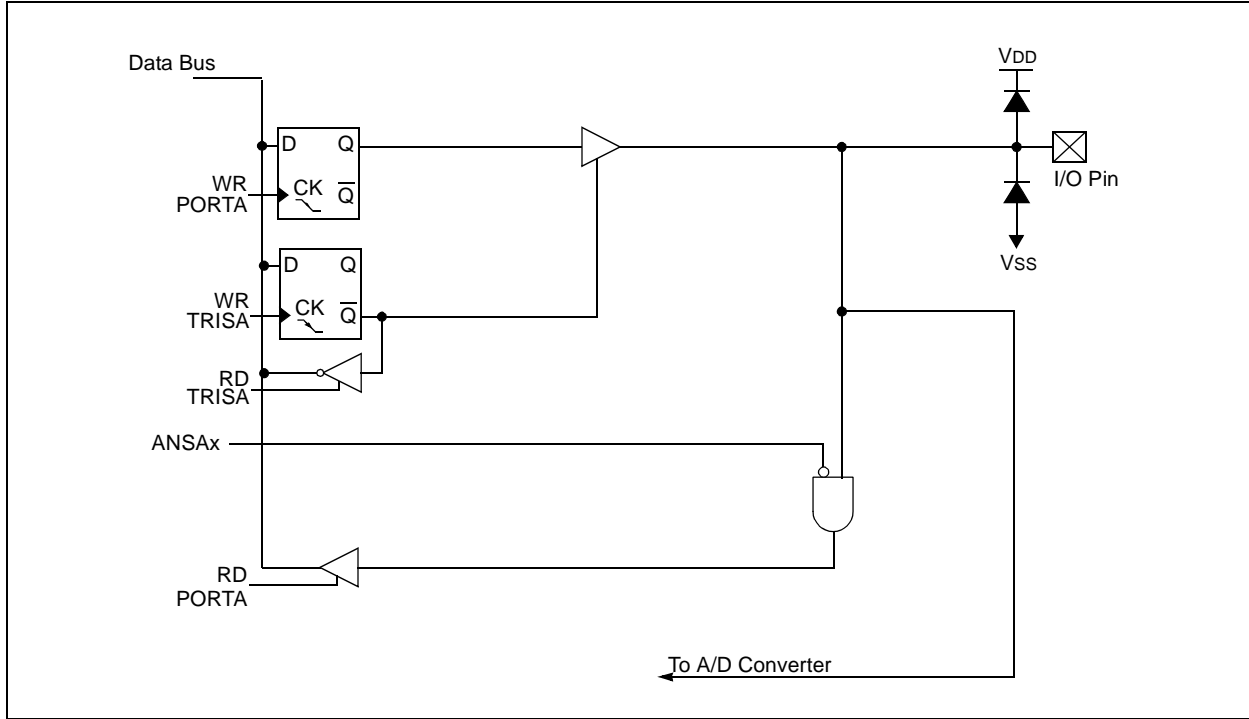 Data Bus
VDD
D Q
WR
PORTA
CK
Q
I/O Pin
D Q
VSS
WR
TRISA
CK
Q
RD
TRISA
ANSAx
RD
PORTA
To A/D Converter